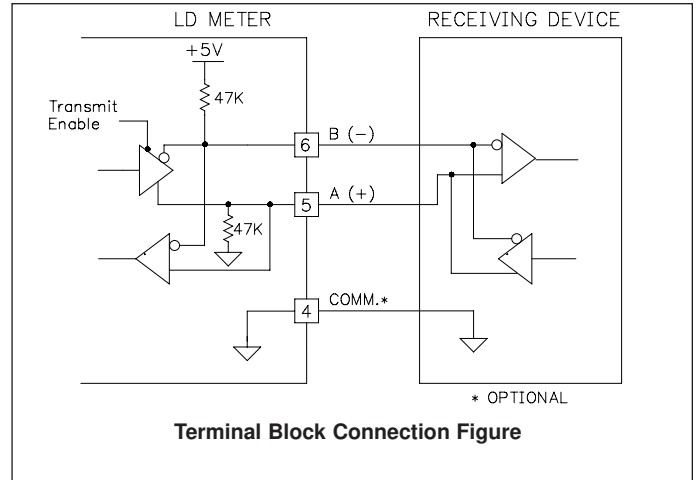 LD METER
RECEIVING DEVICE
+5V
47K
Transmit
Enable
6
B (-)
5
A (+)
47K
4
COMM.*
* OPTIONAL
Terminal Block Connection Figure